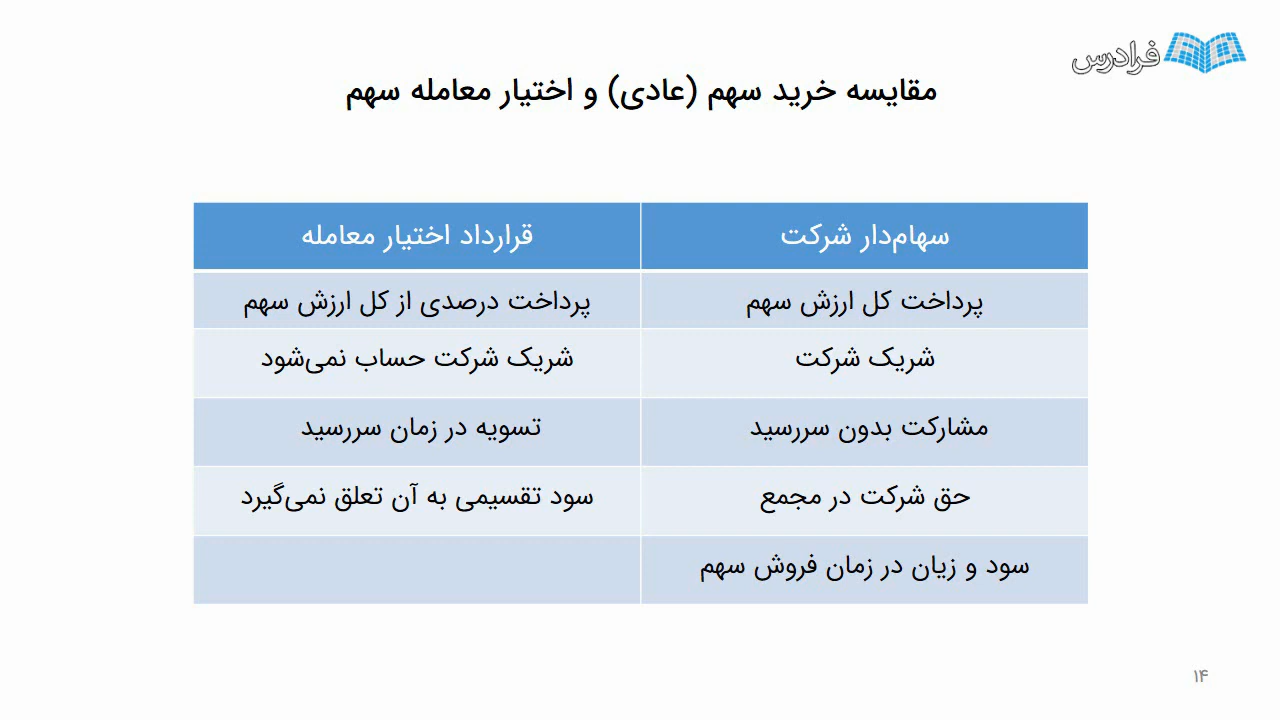 فرادرس
مقایسه خرید سهم (عادی) و اختیار معامله سهم
سهام‌دار شرکت
قرارداد اختیار معامله
پرداخت کل ارزش سهم
پرداخت درصدی از کل ارزش سهم
شریک شرکت
شریک شرکت حساب نمی‌شود
مشارکت بدون سررسید
تسویه در زمان سررسید
حق شرکت در مجمع
سود تقسیمی به آن تعلق نمی‌گیرد
سود و زیان در زمان فروش سهم
۱۴